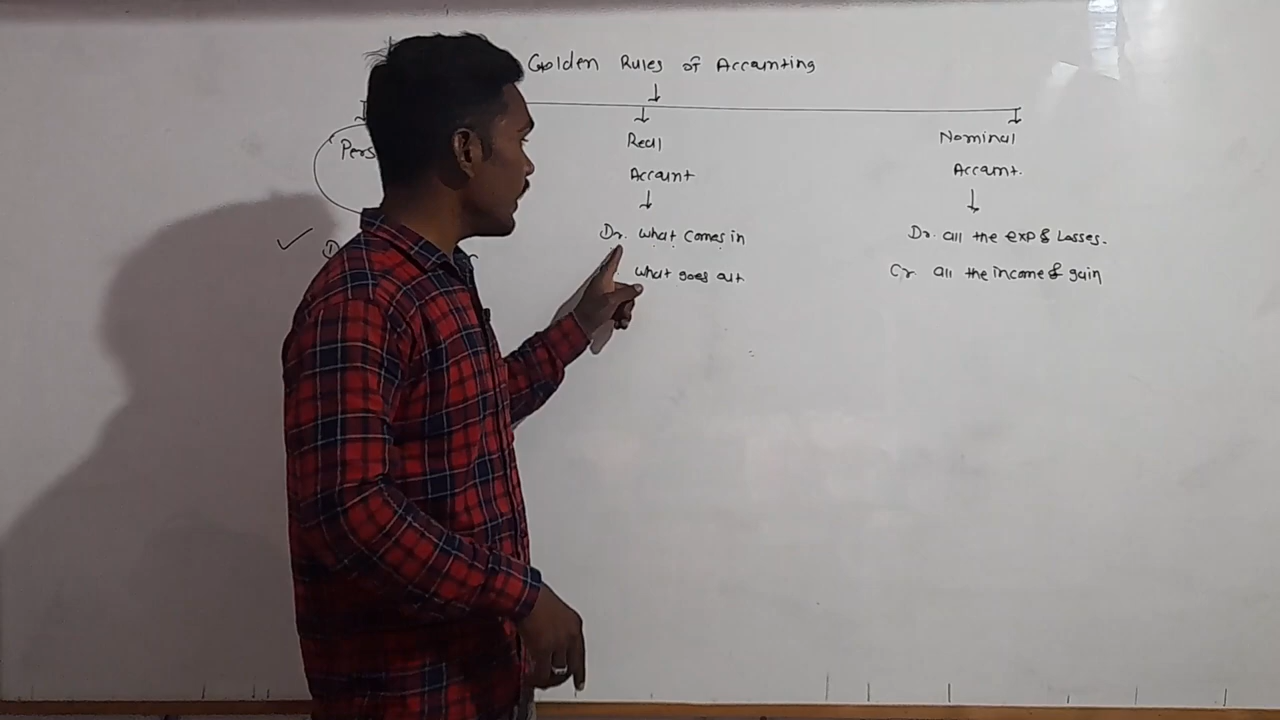 Golden Rules of Accounting
Pers
Real
Account
Dr. what comes in
what goes out
Nominal
Account.
Dr. all the exp & Losses.
Cr. all the income & gain